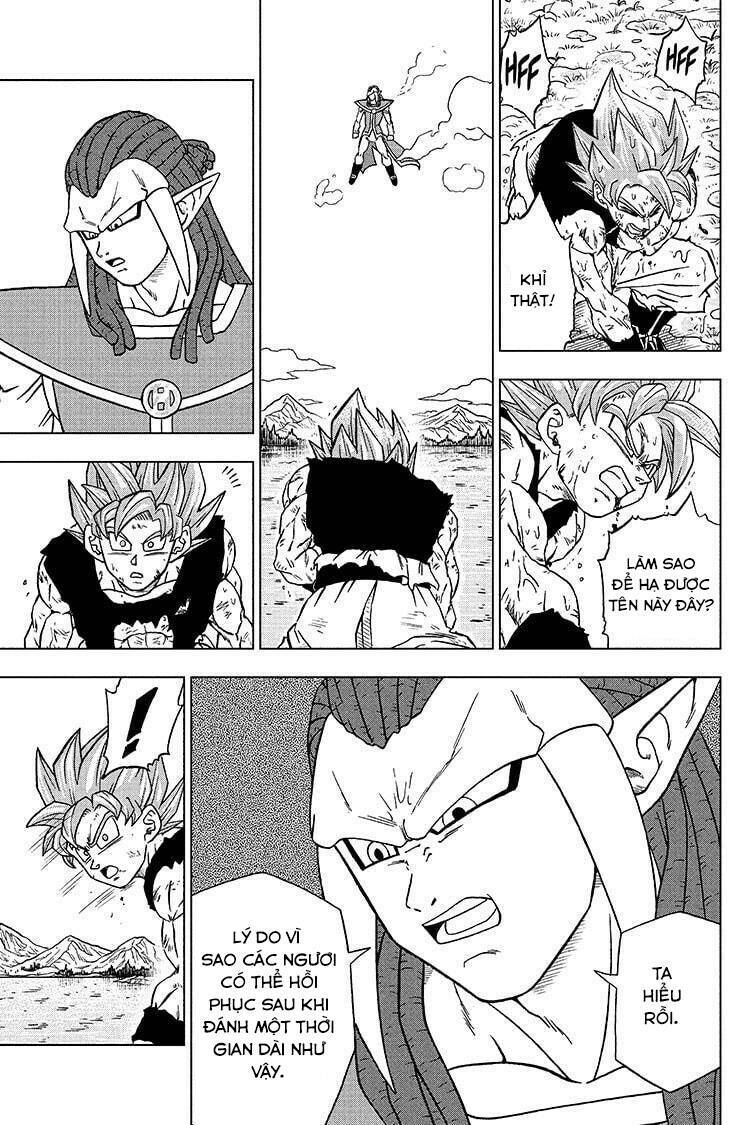 HFF
HFF
KHỈ
THẬT!
LÀM SAO
ĐỂ HẠ ĐƯỢC
TÊN NÀY ĐÂY?
TA
HIỂU
RỒI.
LÝ DO VÌ
SAO CÁC NGƯƠI
CÓ THỂ HỒI
PHỤC SAU KHI
ĐÁNH MỘT THỜI
GIAN DÀI NHƯ
VẬY.
!